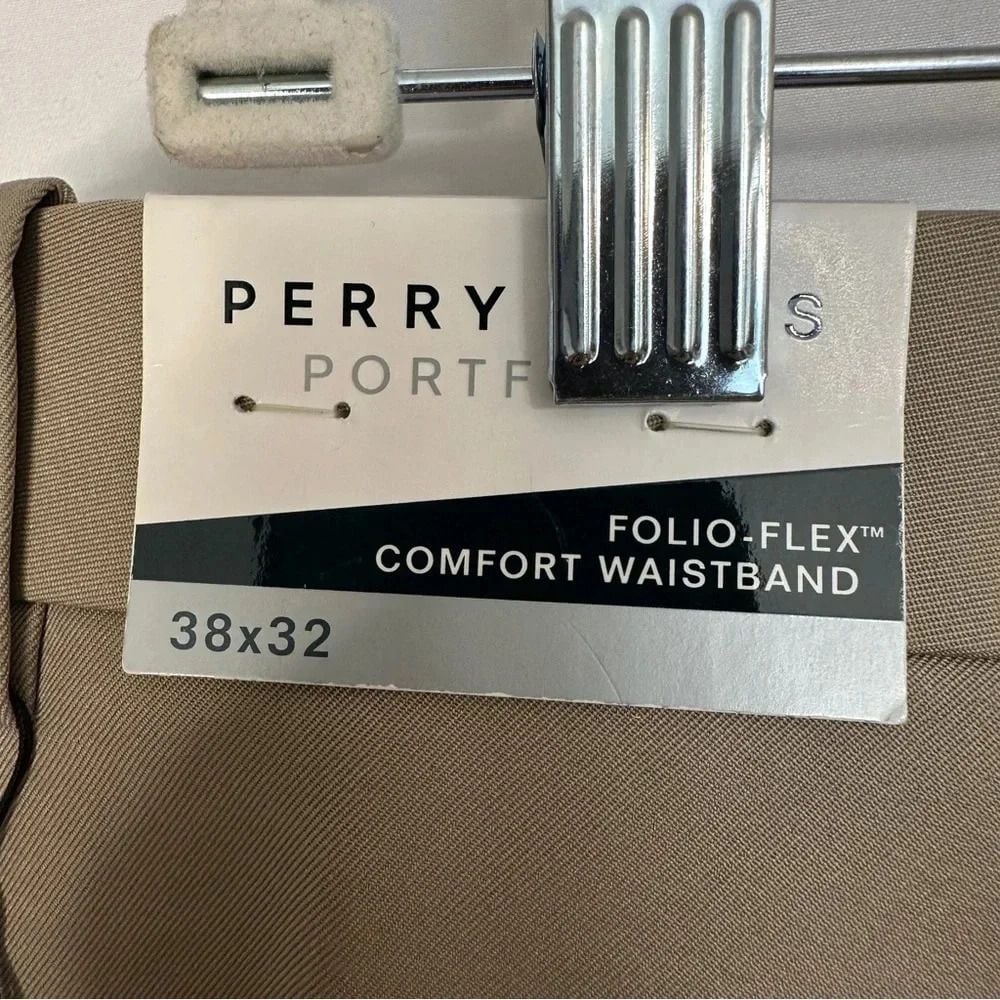 PERRY S
PORTF
FOLIO-FLEX™
COMFORT WAISTBAND
38x32